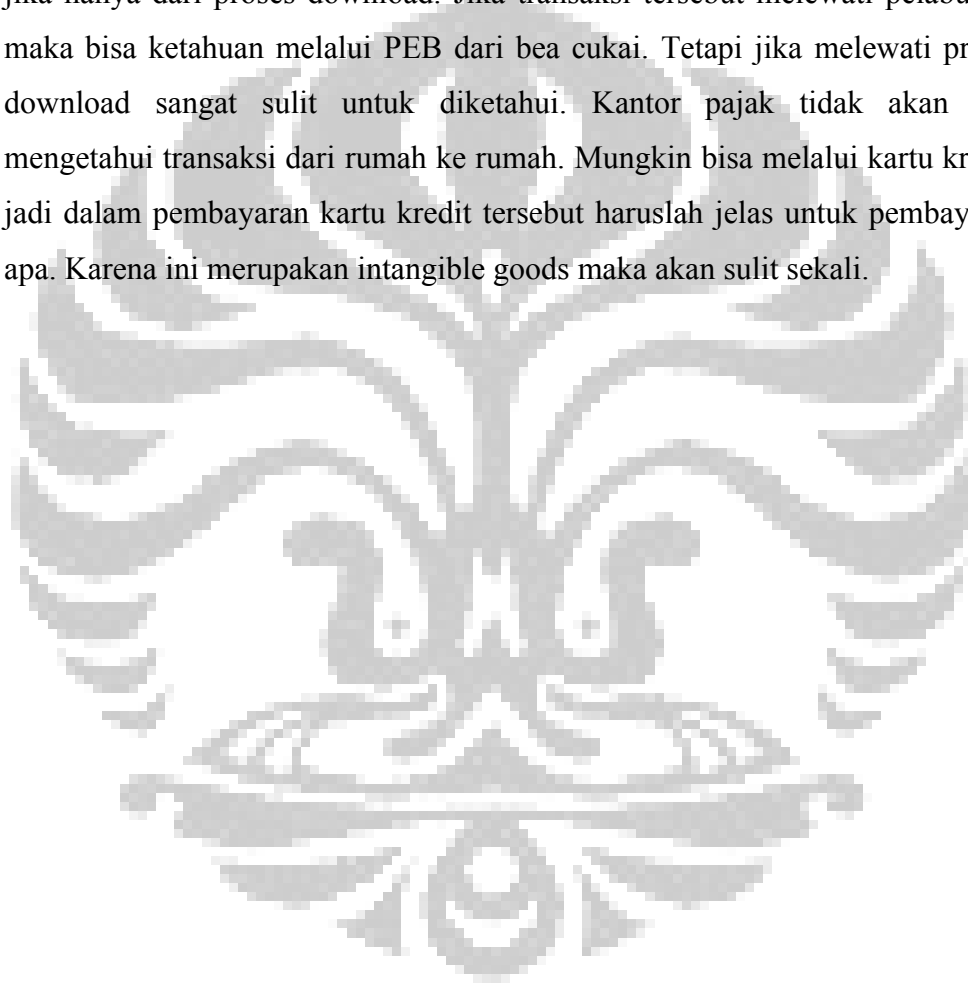 jika hanya dari proses download. Jika transaksi tersebut melewati
maka bisa ketahuan melalui PEB dari bea cukai. Tetapi jika melewati
download sangat sulit untuk diketahui. Kantor pajak tidak akan
mengetahui transaksi dari rumah ke rumah. Mungkin bisa melalui kartu
jadi dalam pembayaran kartu kredit tersebut haruslah jelas untuk
apa. Karena ini merupakan intangible goods maka akan sulit sekali.